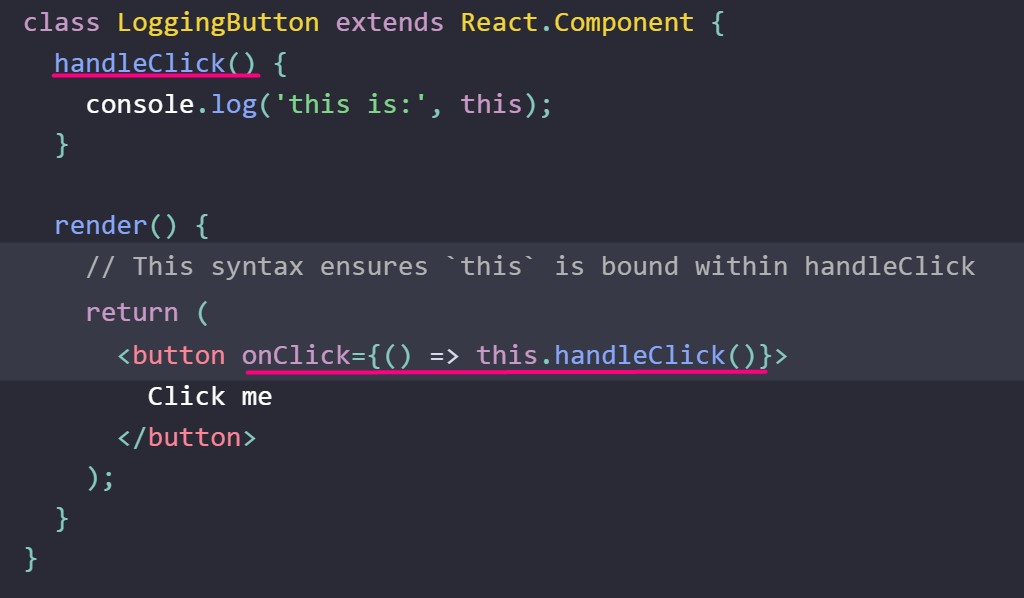 class LoggingButton extends React.Component {
  handleClick() {
    console.log('this is:', this);
  }

  render() {
    // This syntax ensures `this` is bound within handleClick
    return (
      <button onClick={() => this.handleClick()}>
        Click me
      </button>
    );
  }
}